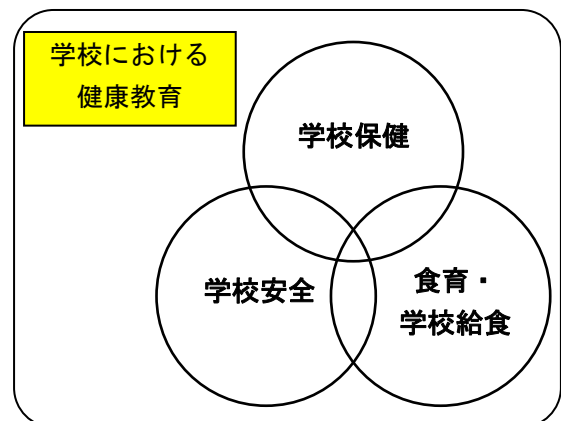 学校における
健康教育
学校保健
学校安全
食育・
学校給食